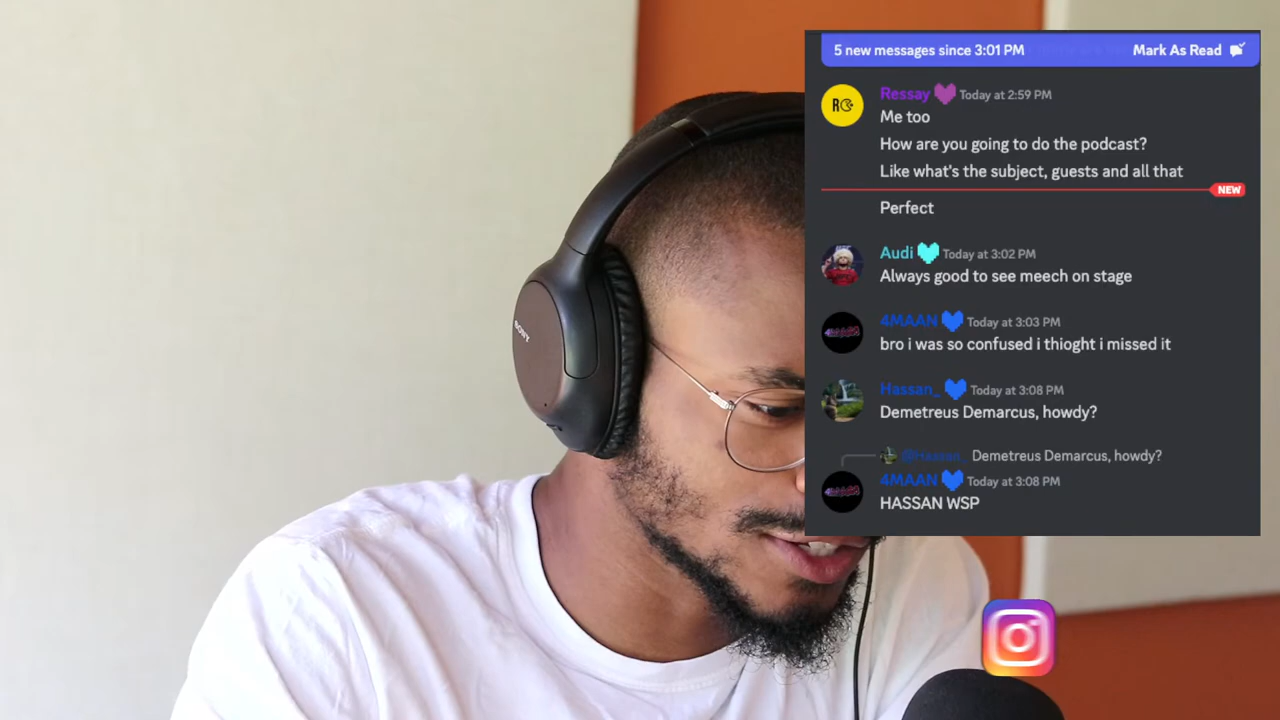 5 new messages since 3:01 PM Mark As Read
Ressay Today at 2:59 PM
Me too
How are you going to do the podcast?
Like what's the subject, guests and all that
NEW
Perfect
Audi Today at 3:02 PM
Always good to see meech on stage
4MAAN Today at 3:03 PM
bro i was so confused i thioght i missed it
Hassan_ Today at 3:08 PM
Demetreus Demarcus, howdy?
@Hassan_ Demetreus Demarcus, howdy?
4MAAN Today at 3:08 PM
HASSAN WSP
SONY